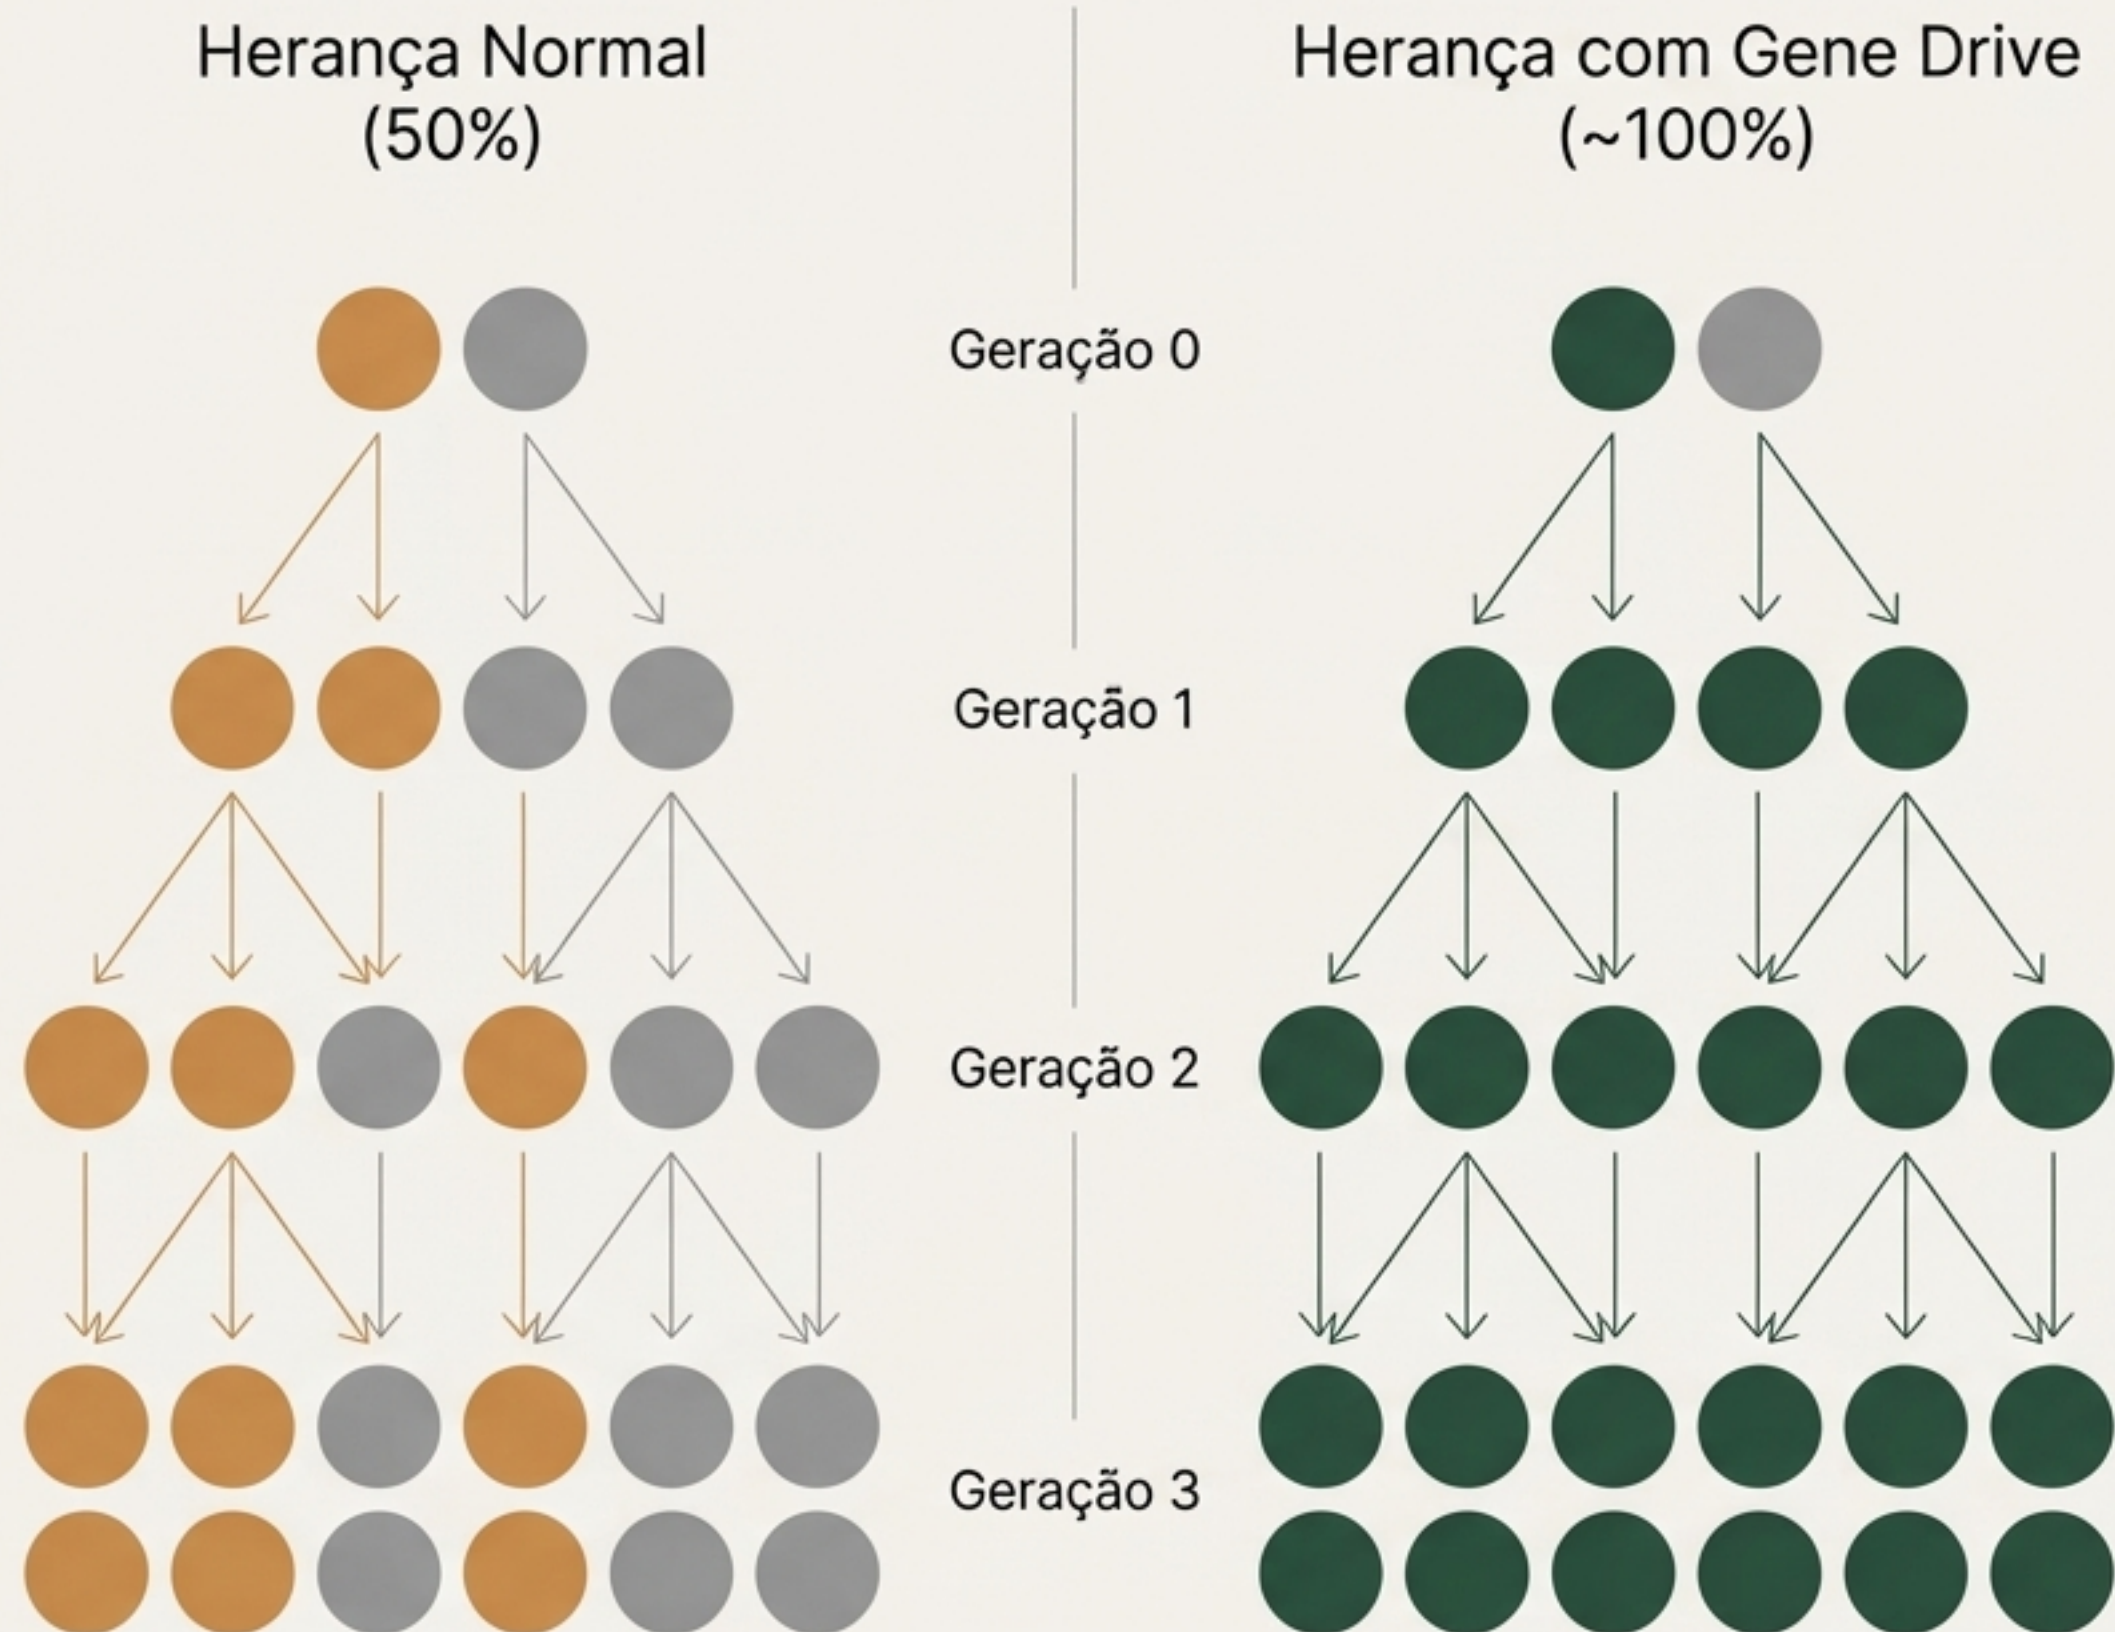 Herança Normal
(50%)
Herança com Gene Drive
(~100%)
Geração 0
Geração 1
Geração 2
Geração 3